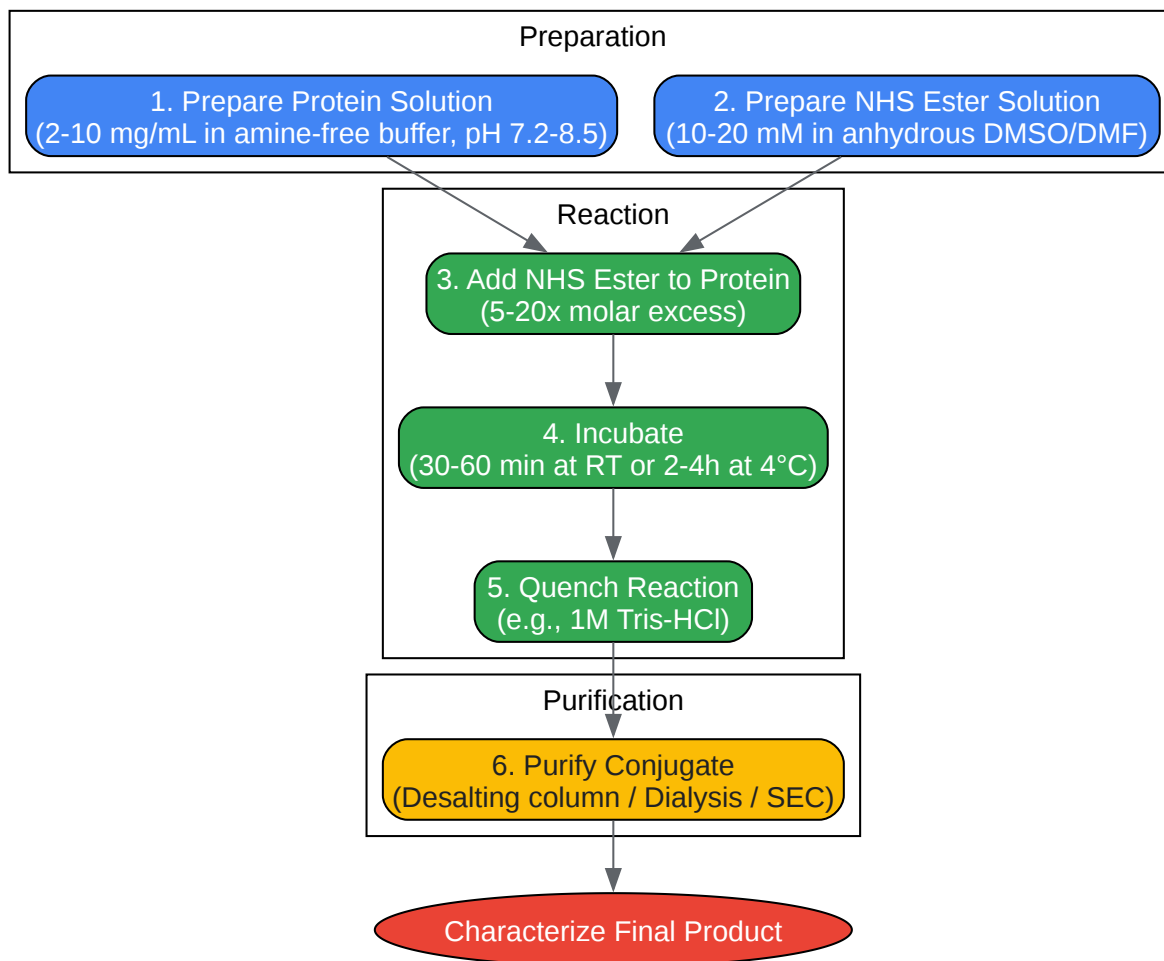 Preparation
1. Prepare Protein Solution
(2-10 mg/mL in amine-free buffer, pH 7.2-8.5)
2. Prepare NHS Ester Solution
(10-20 mM in anhydrous DMSO/DMF)
Reaction
3. Add NHS Ester to Protein
(5-20x molar excess)
4. Incubate
(30-60 min at RT or 2-4h at 4°C)
5. Quench Reaction
(e.g., 1M Tris-HCl)
Purification
6. Purify Conjugate
(Desalting column / Dialysis / SEC)
Characterize Final Product